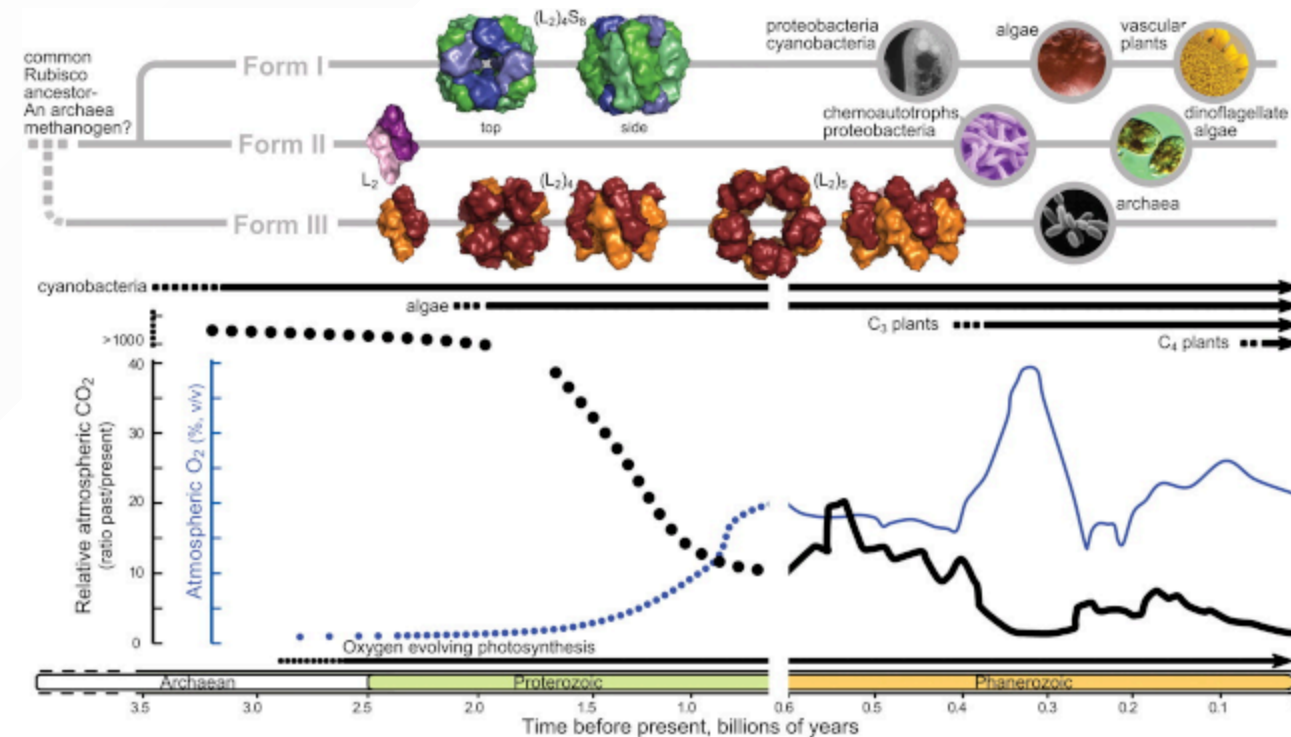 common
Rubisco
ancestor-
An archaea
methanogen?
Form I
(L2)4S8
top
side
proteobacteria
cyanobacteria
algae
vascular
plants
Form II
L2
chemoautotrophs,
proteobacteria
dinoflagellate
algae
Form III
(L2)4
(L2)5
archaea
cyanobacteria
algae
C3 plants
C4 plants
>1000
40
30
20
10
0
Relative atmospheric CO2
(ratio past/present)
Atmospheric O2 (%, v/v)
Oxygen evolving photosynthesis
Archaean
Proterozoic
Phanerozoic
3.5 3.0 2.5 2.0 1.5 1.0 0.6 0.5 0.4 0.3 0.2 0.1
Time before present, billions of years